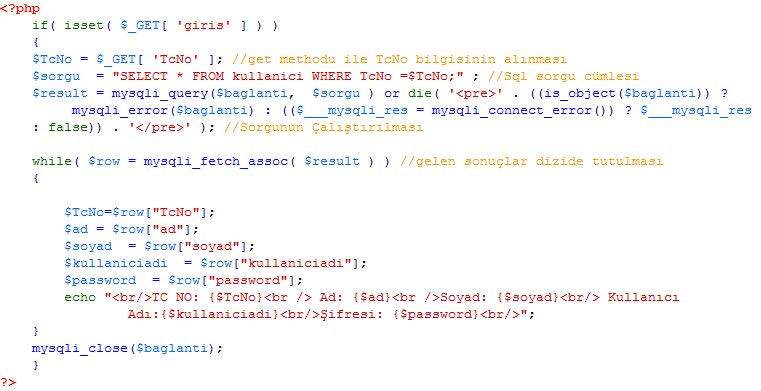 <?php
if( isset( $_GET[ 'giris' ] ) )
{
$TcNo = $_GET[ 'TcNo' ]; //get methodu ile TcNo bilgisinin alınması
$sorgu  = "SELECT * FROM kullanici WHERE TcNo =$TcNo;" ; //Sql sorgu cümlesi
$result = mysqli_query($baglanti,  $sorgu ) or die( '<pre>' . ((is_object($baglanti)) ?
mysqli_error($baglanti) : (($___mysqli_res = mysqli_connect_error()) ? $___mysqli_res
: false)) . '</pre>' ); //Sorgunun Çalıştırılması
while( $row = mysqli_fetch_assoc( $result ) ) //gelen sonuçlar dizide tutulması
{
$TcNo=$row["TcNo"];
$ad = $row["ad"];
$soyad  = $row["soyad"];
$kullaniciadi  = $row["kullaniciadi"];
$password  = $row["password"];
echo "<br/>TC NO: {$TcNo}<br /> Ad: {$ad}<br />Soyad: {$soyad}<br/> Kullanıcı
Adı:{$kullaniciadi}<br/>Şifresi: {$password}<br/>";
}
mysqli_close($baglanti);
}
?>